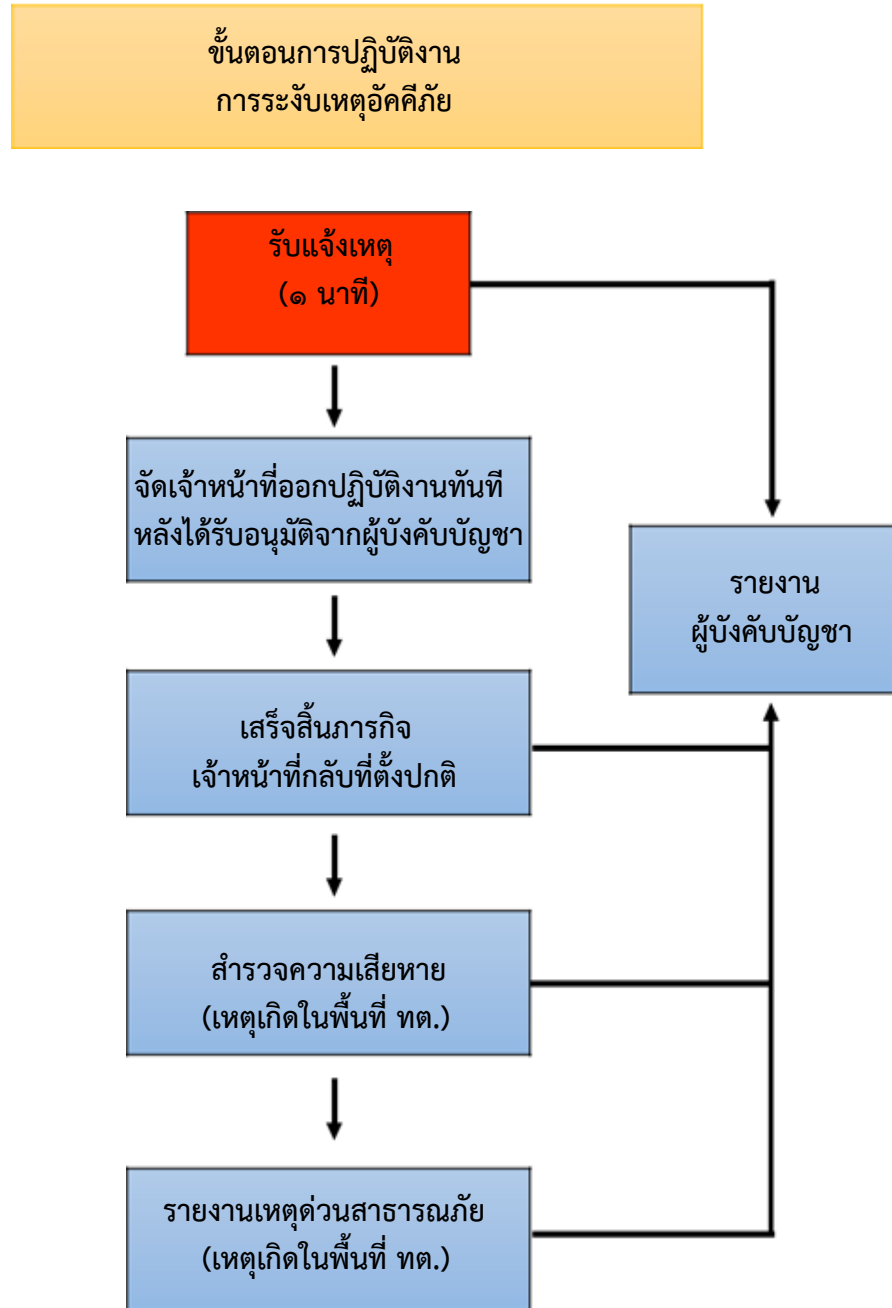 ขั้นตอนการปฏิบัติงาน
การระงับเหตุอัคคีภัย
รับแจ้งเหตุ
(๑ นาที)
จัดเจ้าหน้าที่ออกปฏิบัติงานทันที
หลังได้รับอนุมัติจากผู้บังคับบัญชา
รายงาน
ผู้บังคับบัญชา
เสร็จสิ้นภารกิจ
เจ้าหน้าที่กลับที่ตั้งปกติ
สำรวจความเสียหาย
(เหตุเกิดในพื้นที่ ทต.)
รายงานเหตุด่วนสาธารณภัย
(เหตุเกิดในพื้นที่ ทต.)